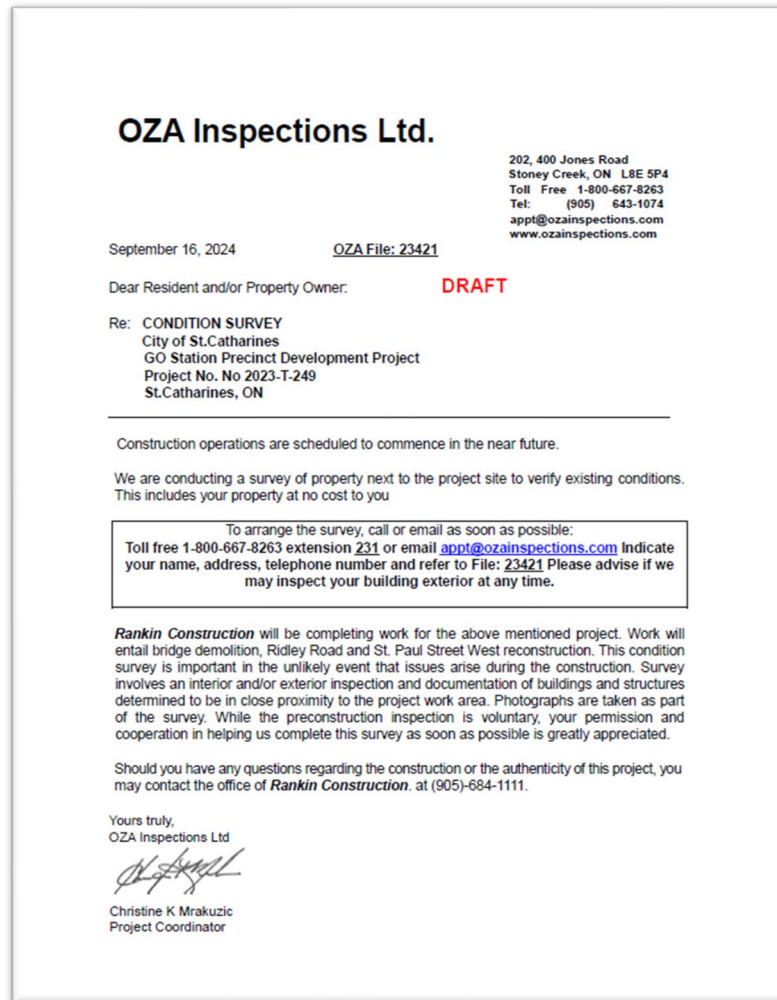 OZA Inspections Ltd.
202, 400 Jones Road
Stoney Creek, ON L8E 5P4
Toll Free 1-800-667-8263
Tel: (905) 643-1074
appt@ozainspections.com
www.ozainspections.com
September 16, 2024 OZA File: 23421
Dear Resident and/or Property Owner: DRAFT
Re: CONDITION SURVEY
City of St.Catharines
GO Station Precinct Development Project
Project No. No 2023-T-249
St.Catharines, ON
Construction operations are scheduled to commence in the near future.
We are conducting a survey of property next to the project site to verify existing conditions.
This includes your property at no cost to you
To arrange the survey, call or email as soon as possible:
Toll free 1-800-667-8263 extension 231 or email appt@ozainspections.com Indicate
your name, address, telephone number and refer to File: 23421 Please advise if we
may inspect your building exterior at any time.
Rankin Construction will be completing work for the above mentioned project. Work will
entail bridge demolition, Ridley Road and St. Paul Street West reconstruction. This condition
survey is important in the unlikely event that issues arise during the construction. Survey
involves an interior and/or exterior inspection and documentation of buildings and structures
determined to be in close proximity to the project work area. Photographs are taken as part
of the survey. While the preconstruction inspection is voluntary, your permission and
cooperation in helping us complete this survey as soon as possible is greatly appreciated.
Should you have any questions regarding the construction or the authenticity of this project, you
may contact the office of Rankin Construction. at (905)-684-1111.
Yours truly,
OZA Inspections Ltd
Christine K Mrakuzic
Project Coordinator